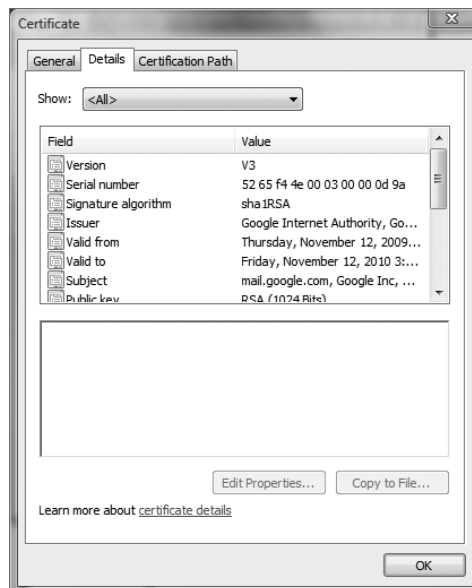 Certificate
General Details Certification Path
Show: <All>
Field Value
Version V3
Serial number 52 65 f4 4e 00 03 00 00 0d 9a
Signature algorithm sha1RSA
Issuer Google Internet Authority, Go...
Valid from Thursday, November 12, 2009...
Valid to Friday, November 12, 2010 3:...
Subject mail.google.com, Google Inc, ...
Public key RSA (1024 Bits)
Edit Properties... Copy to File...
Learn more about certificate details
OK